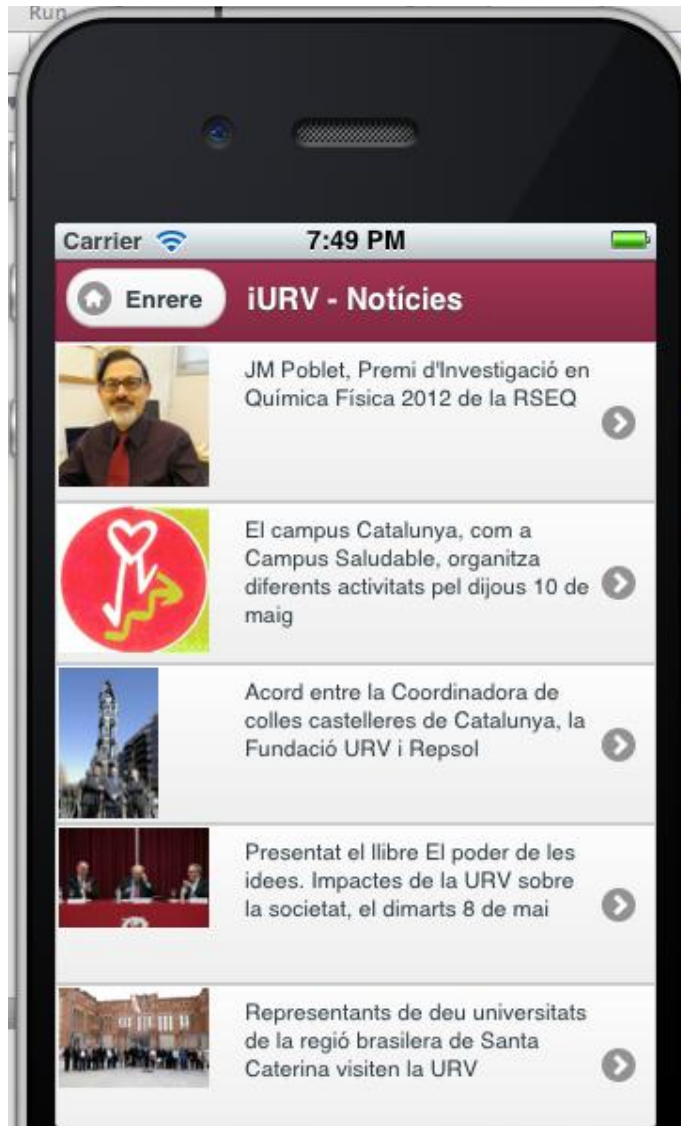 Run
Carrier 7:49 PM
Enrere iURV - Notícies
JM Poblet, Premi d'Investigació en
Química Física 2012 de la RSEQ
El campus Catalunya, com a
Campus Saludable, organitza
diferents activitats pel dijous 10 de
maig
Acord entre la Coordinadora de
colles castelleres de Catalunya, la
Fundació URV i Repsol
Presentat el llibre El poder de les
idees. Impactes de la URV sobre
la societat, el dimarts 8 de mai
Representants de deu universitats
de la regió brasilera de Santa
Caterina visiten la URV